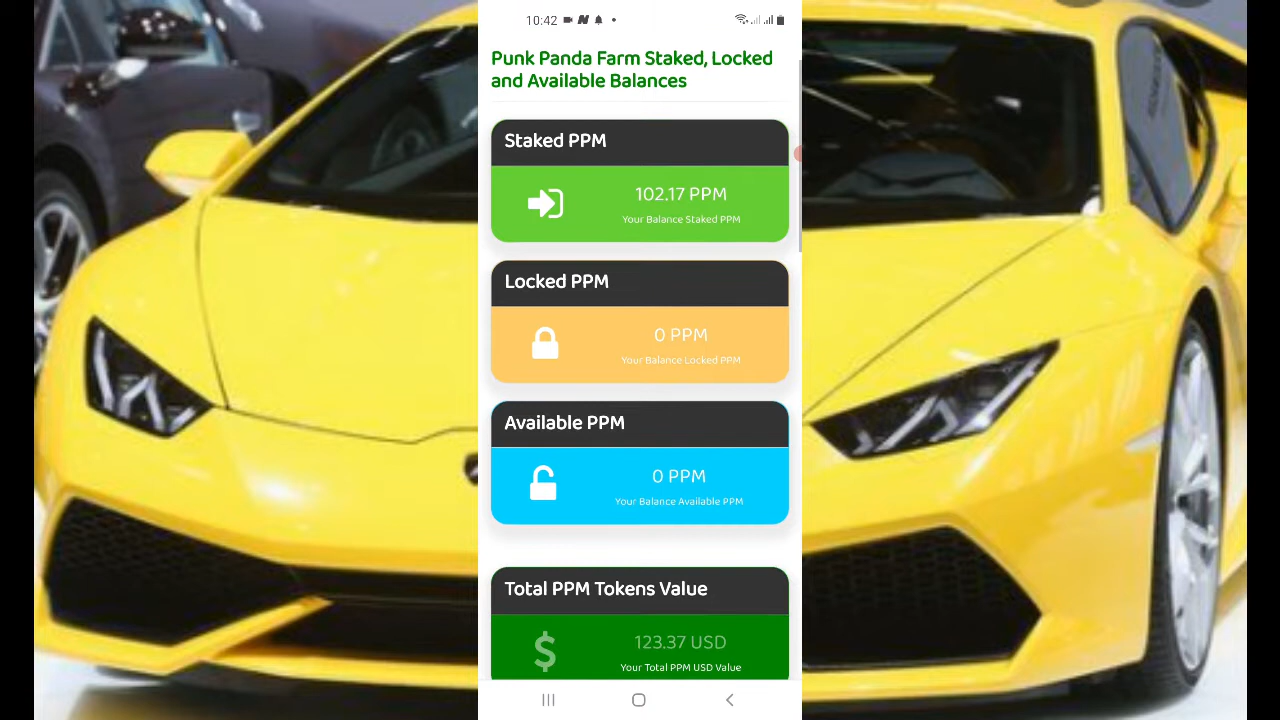 10:42
Punk Panda Farm Staked, Locked
and Available Balances
Staked PPM
102.17 PPM
Your Balance Staked PPM
Locked PPM
0 PPM
Your Balance Locked PPM
Available PPM
0 PPM
Your Balance Available PPM
Total PPM Tokens Value
$
123.37 USD
Your Total PPM USD Value